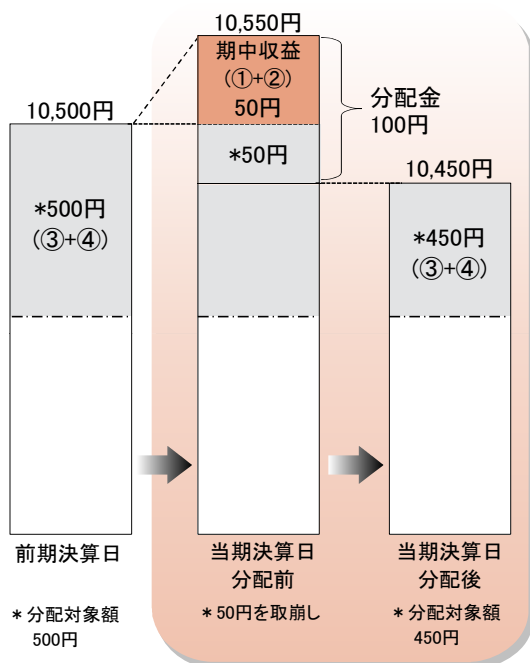 10,550円
期中収益
(①+②)
50円
分配金
100円
10,500円
*50円
10,450円
*500円
(③+④)
*450円
(③+④)
前期決算日
当期決算日
分配前
当期決算日
分配後
*分配対象額
500円
*50円を取崩し
*分配対象額
450円